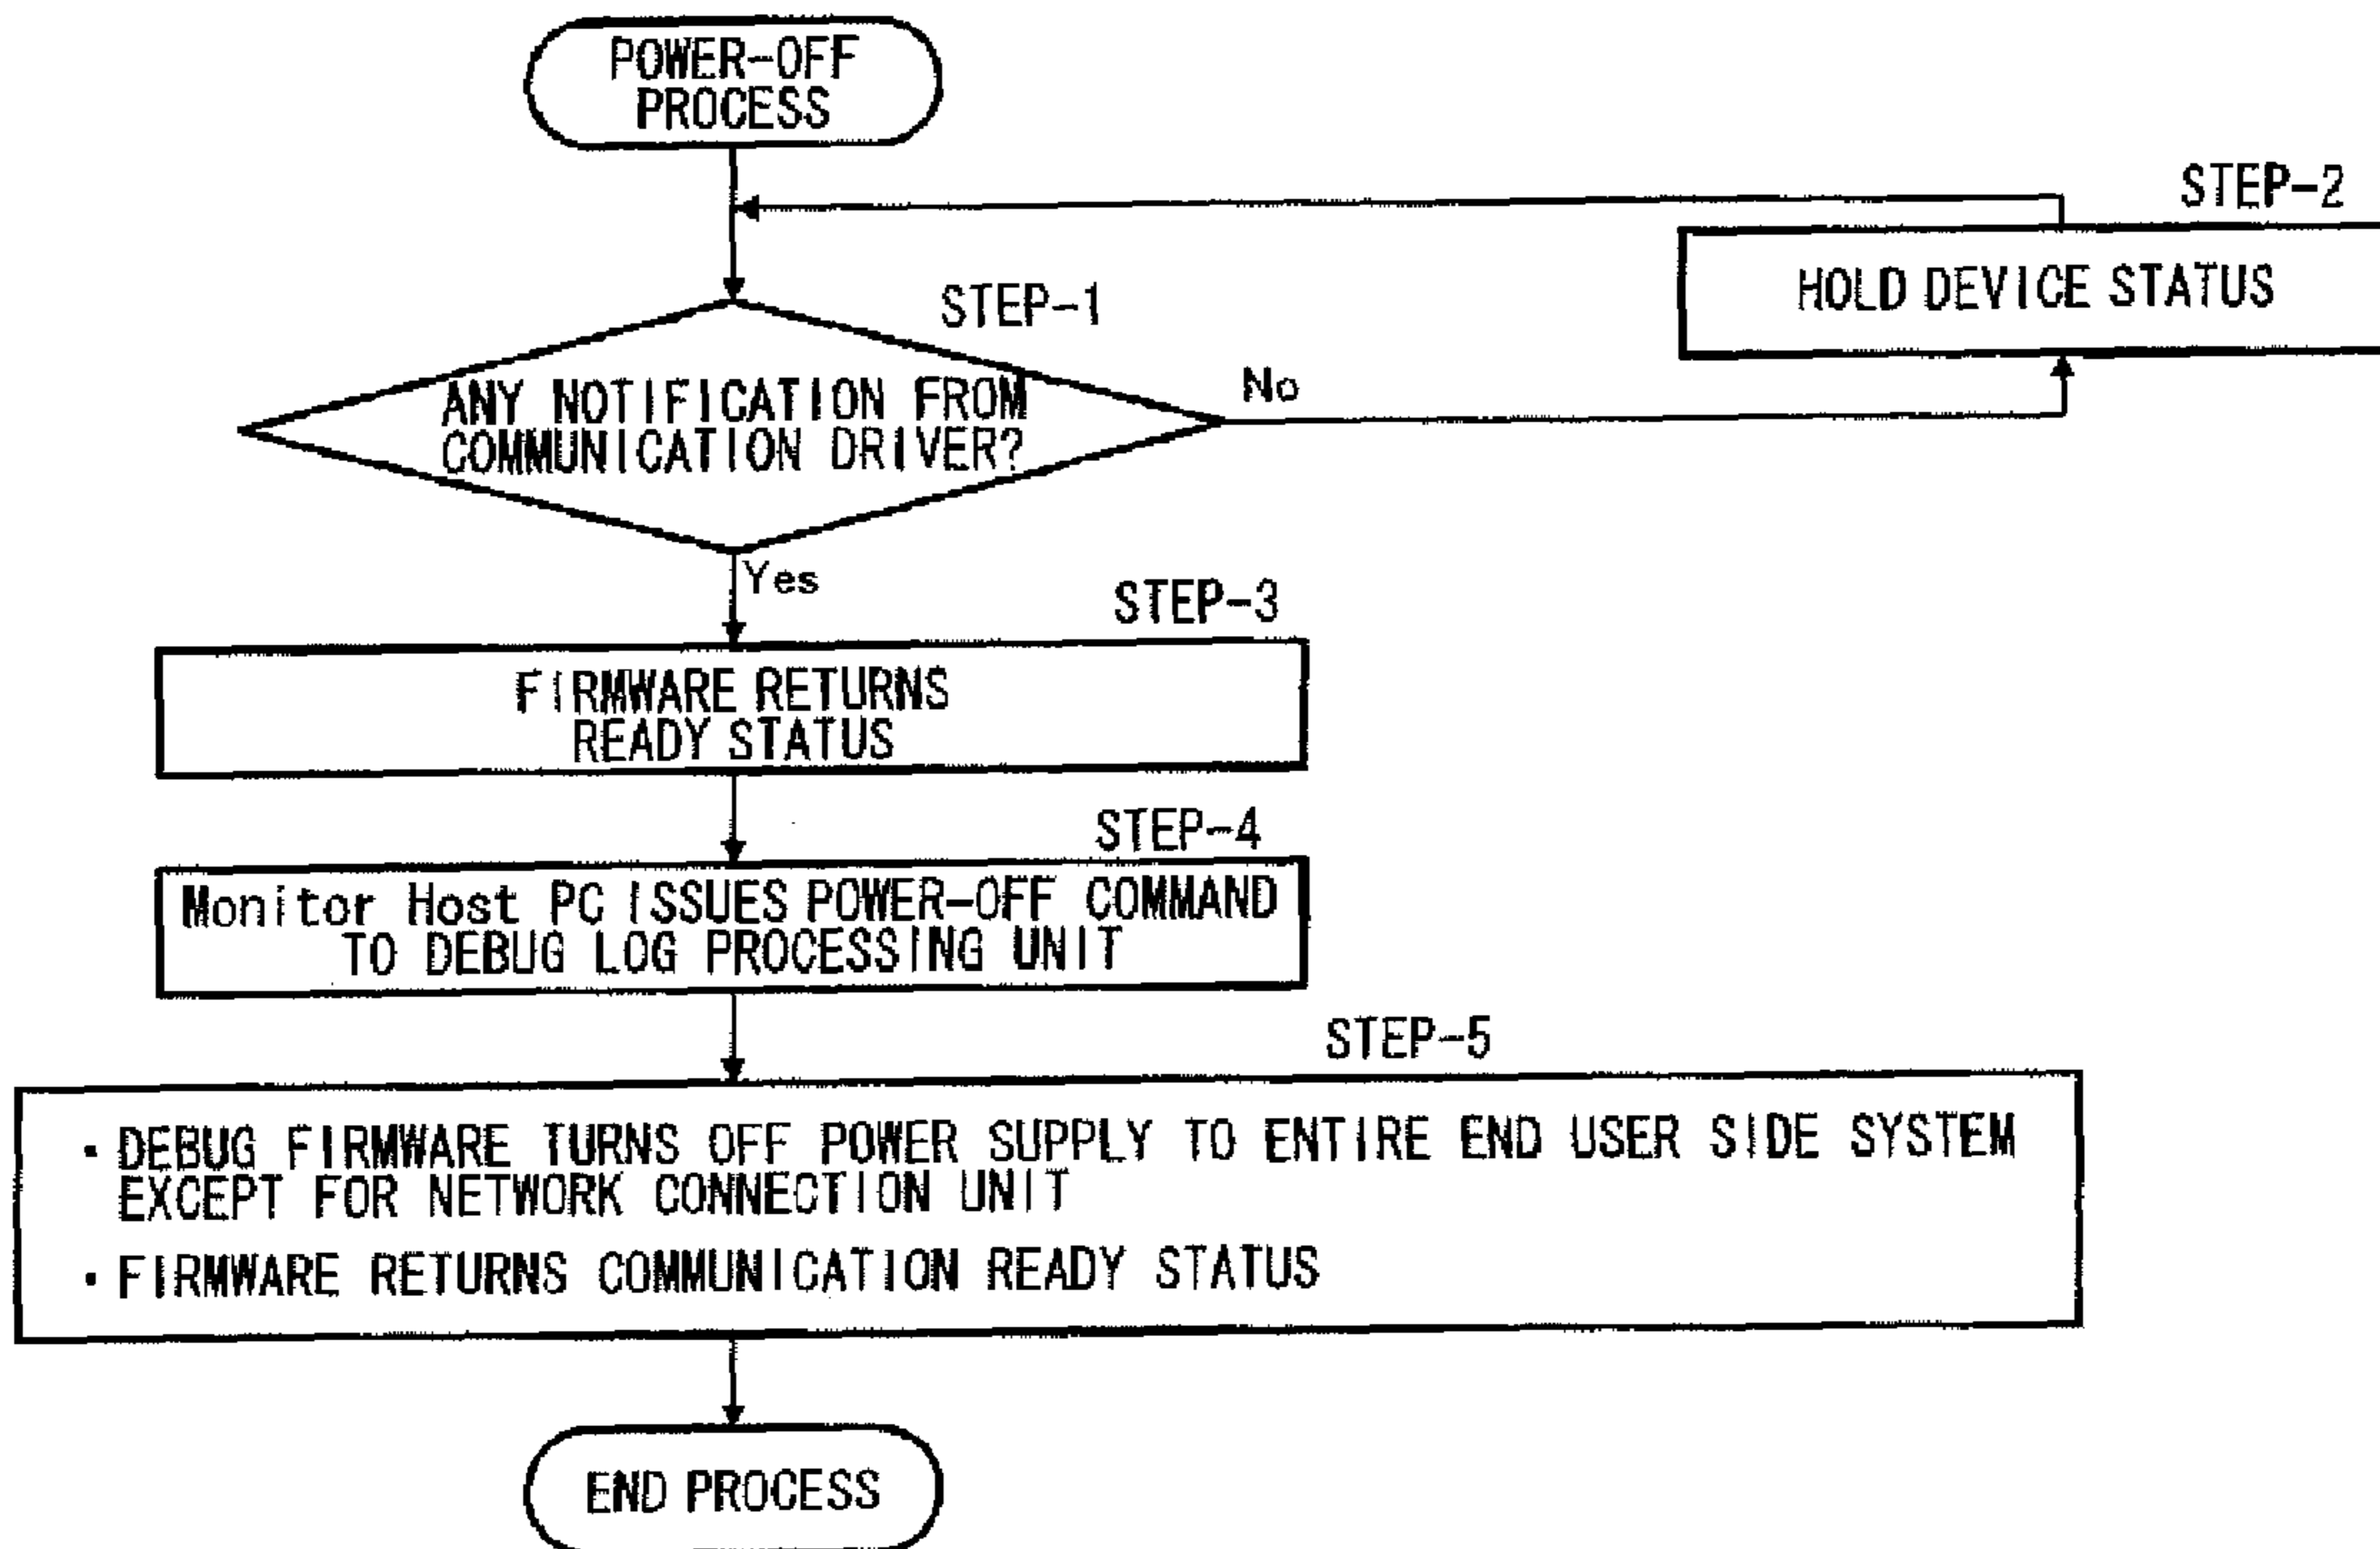 POWER-OFF
PROCESS
STEP-2
HOLD DEVICE STATUS
STEP-1
ANY NOTIFICATION FROM
COMMUNICATION DRIVER?
No
Yes
STEP-3
FIRMWARE RETURNS
READY STATUS
STEP-4
Monitor Host PC ISSUES POWER-OFF COMMAND
TO DEBUG LOG PROCESSING UNIT
STEP-5
· DEBUG FIRMWARE TURNS OFF POWER SUPPLY TO ENTIRE END USER SIDE SYSTEM
EXCEPT FOR NETWORK CONNECTION UNIT
· FIRMWARE RETURNS COMMUNICATION READY STATUS
END PROCESS